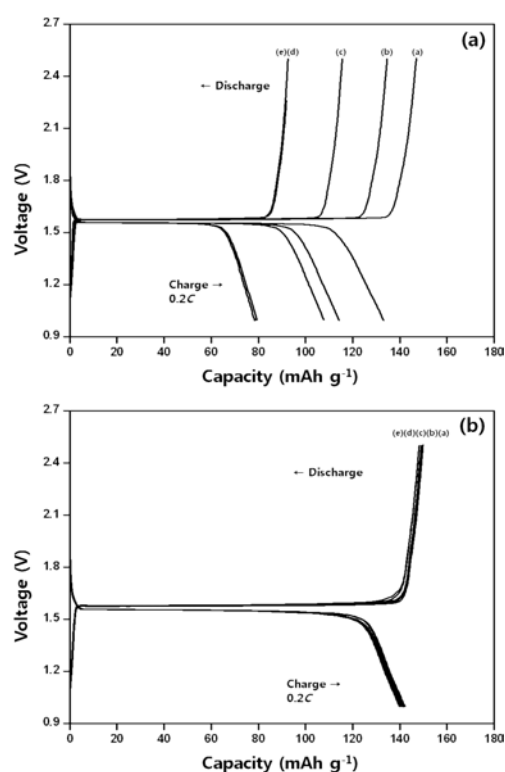 (a)
2.7
(e)(d) (c) (b) (a)
2.4
← Discharge
2.1
Voltage (V)
1.8
1.5
Charge →
0.2C
1.2
0.9
0 20 40 60 80 100 120 140 160 180
Capacity (mAh g⁻¹)
(b)
2.7
(e)(d)(c)(b)(a)
2.4
← Discharge
2.1
Voltage (V)
1.8
1.5
1.2
Charge →
0.2C
0.9
0 20 40 60 80 100 120 140 160 180
Capacity (mAh g⁻¹)